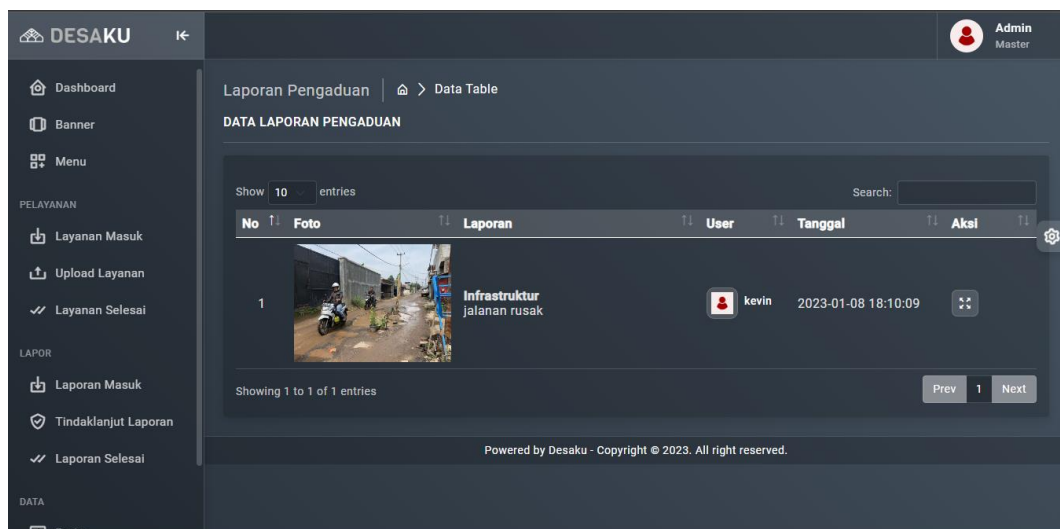 DESAKU
Admin
Master
Dashboard
Banner
Menu
PELAYANAN
Layanan Masuk
Upload Layanan
Layanan Selesai
LAPOR
Laporan Masuk
Tindaklanjut Laporan
Laporan Selesai
DATA
Laporan Pengaduan
Data Table
DATA LAPORAN PENGADUAN
Show 10 entries
Search:
No Foto Laporan User Tanggal Aksi
1 Infrastruktur kevin 2023-01-08 18:10:09
jalanan rusak
Showing 1 to 1 of 1 entries
Prev 1 Next
Powered by Desaku - Copyright © 2023. All right reserved.